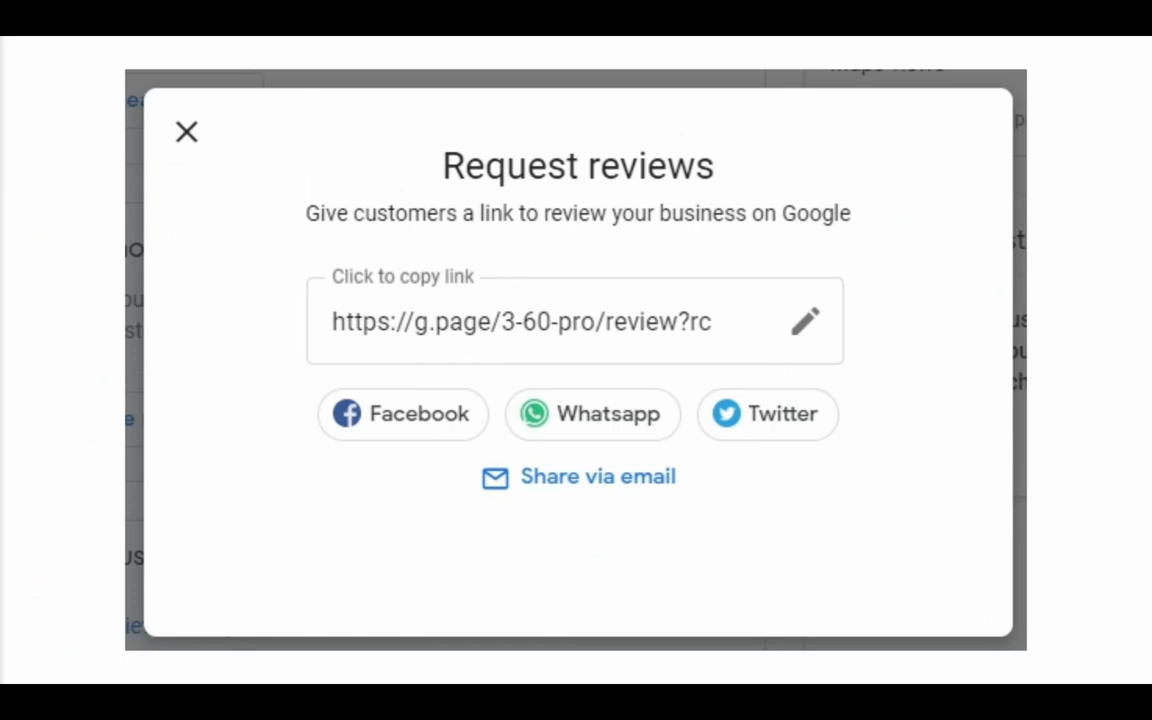 Request reviews
Give customers a link to review your business on Google
Click to copy link
https://g.page/3-60-pro/review?rc
Facebook
Whatsapp
Twitter
Share via email